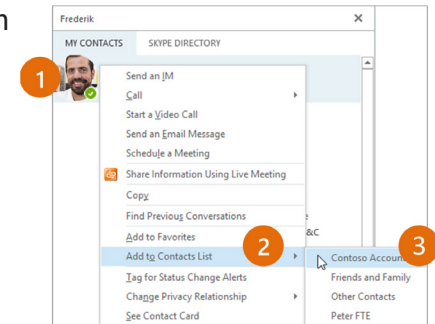 Frederik
MY CONTACTS SKYPE DIRECTORY
1
Send an IM
Call
Start a Video Call
Send an Email Message
Schedule a Meeting
Share Information Using Live Meeting
Copy
Find Previous Conversations
&C
Add to Favorites
2
Add to Contacts List
3
Contoso
Tag for Status Change Alerts
Friends and Family
Change Privacy Relationship
Other Contacts
See Contact Card
Peter FTE